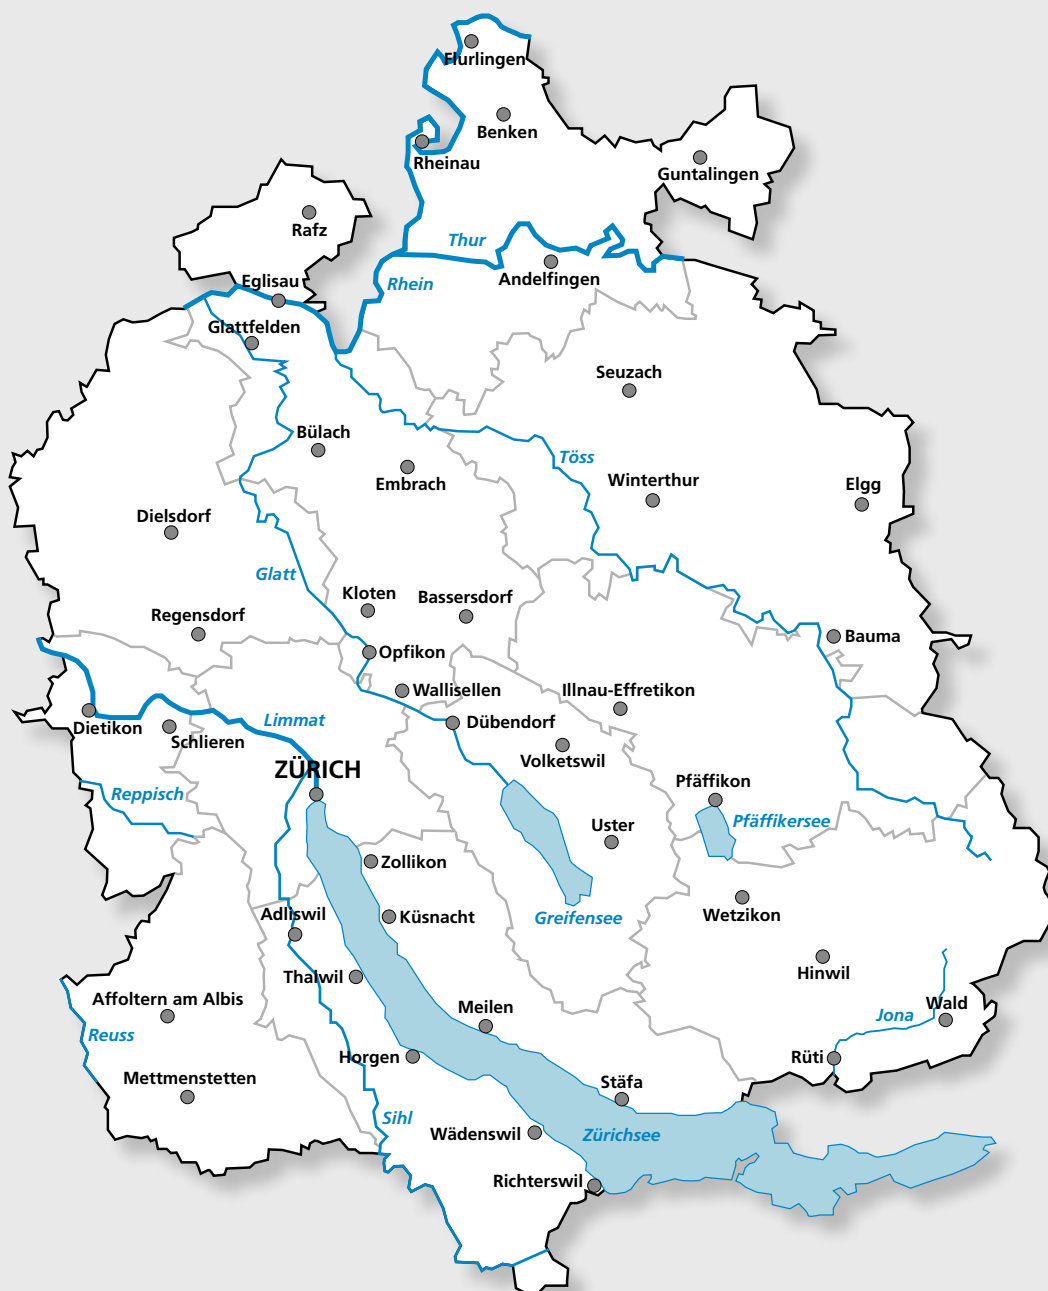 Flurlingen
Benken
Rheinau
Guntalingen
Rafz
Thur
Andelfingen
Eglisau
Rhein
Glattfelden
Seuzach
Bülach
Töss
Embrach
Winterthur
Elgg
Dielsdorf
Glatt
Kloten
Bassersdorf
Regensdorf
Bauma
Opfikon
Wallisellen
Illnau-Effretikon
Limmat
Dübendorf
Dietikon
Schlieren
Volketswil
ZÜRICH
Pfäffikon
Reppisch
Pfäffikersee
Uster
Zollikon
Adliswil
Küsnacht
Greifensee
Wetzikon
Hinwil
Thalwil
Affoltern am Albis
Meilen
Wald
Jona
Reuss
Horgen
Rüti
Mettmenstetten
Stäfa
Sihl
Wädenswil
Zürichsee
Richterswil